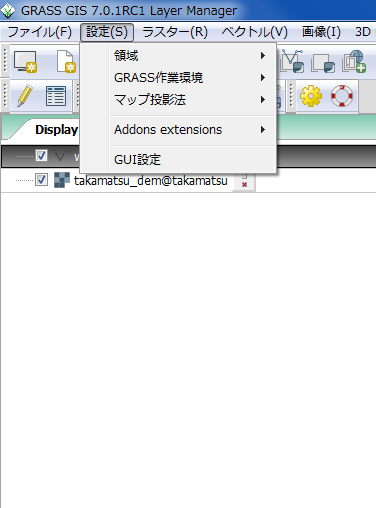 GRASS GIS 7.0.1RC1 Layer Manager
ファイル(F) 設定(S) ラスター(R) ベクトル(V) 画像(I) 3D
領域
GRASS作業環境
マップ投影法
Addons extensions
GUI設定
Display
takamatsu_dem@takamatsu